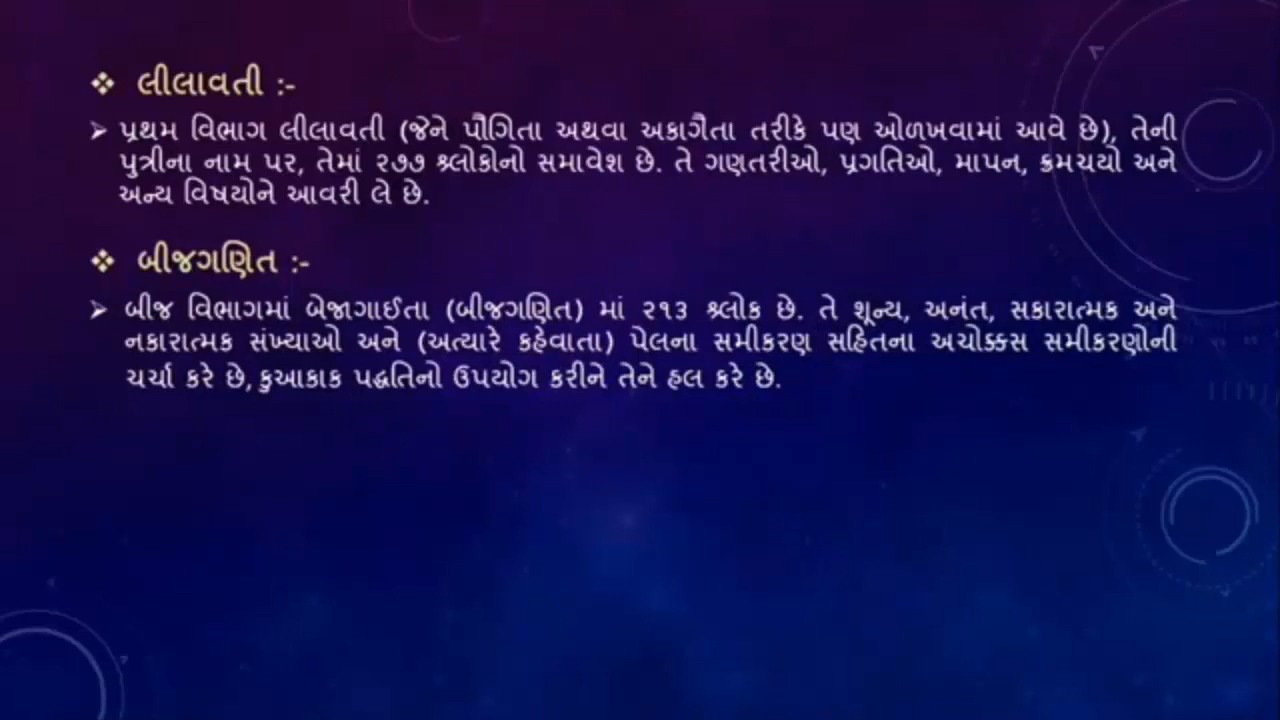 ❖ લીલાવતી :-
➢ પ્રથમ વિભાગ લીલાવતી (જેને પૌગિતા અથવા અકાગૈતા તરીકે પણ ઓળખવામાં આવે છે), તેની
પુત્રીના નામ પર, તેમાં ૨૭૭ શ્લોકોનો સમાવેશ છે. તે ગણતરીઓ, પ્રગતિઓ, માપન, ક્રમચયો અને
અન્ય વિષયોને આવરી લે છે.
❖ બીજગણિત :-
➢ બીજ વિભાગમાં બેજાગાઈતા (બીજગણિત) માં ૨૧૩ શ્લોક છે. તે શૂન્ય, અનંત, સકારાત્મક અને
નકારાત્મક સંખ્યાઓ અને (અત્યારે કહેવાતા) પેલના સમીકરણ સહિતના અચોક્ક્સ સમીકરણોની
ચર્ચા કરે છે, કુઆકાક પદ્ધતિનો ઉપયોગ કરીને તેને હલ કરે છે.